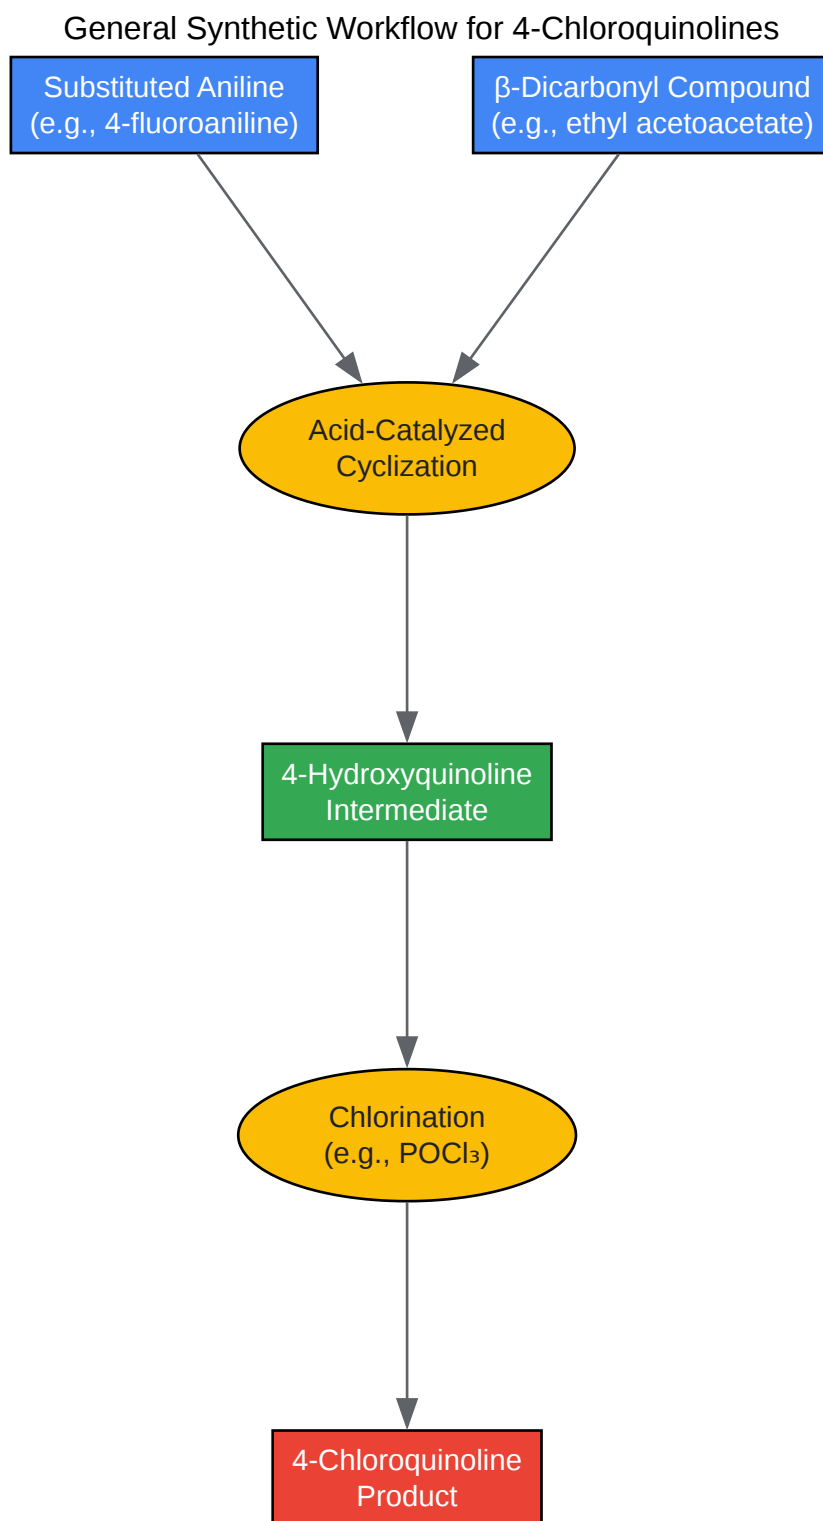 General Synthetic Workflow for 4-Chloroquinolines
Substituted Aniline
(e.g., 4-fluoroaniline)
β-Dicarbonyl Compound
(e.g., ethyl acetoacetate)
Acid-Catalyzed
Cyclization
4-Hydroxyquinoline
Intermediate
Chlorination
(e.g., POCl₃)
4-Chloroquinoline
Product